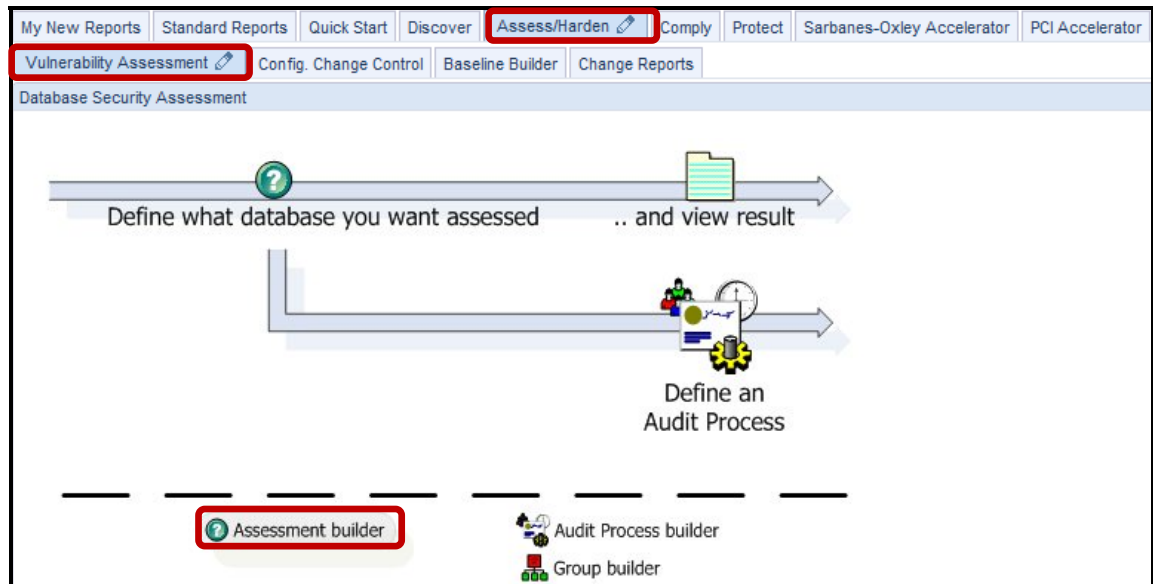 My New Reports Standard Reports Quick Start Discover Assess/Harden Comply Protect Sarbanes-Oxley Accelerator PCI Accelerator
Vulnerability Assessment Config. Change Control Baseline Builder Change Reports
Database Security Assessment
Define what database you want assessed .. and view result
Define an
Audit Process
Assessment builder Audit Process builder
Group builder